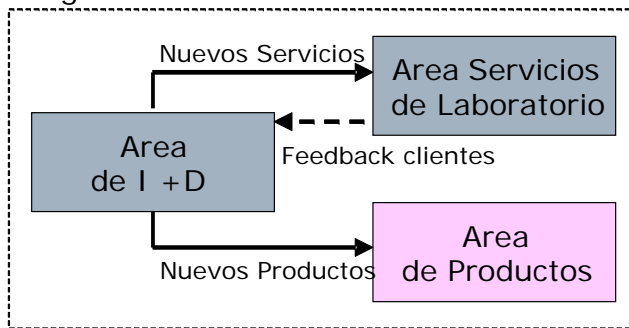 Nuevos Servicios
Area Servicios
de Laboratorio
Area
de I +D
Feedback clientes
Area
de Productos
Nuevos Productos